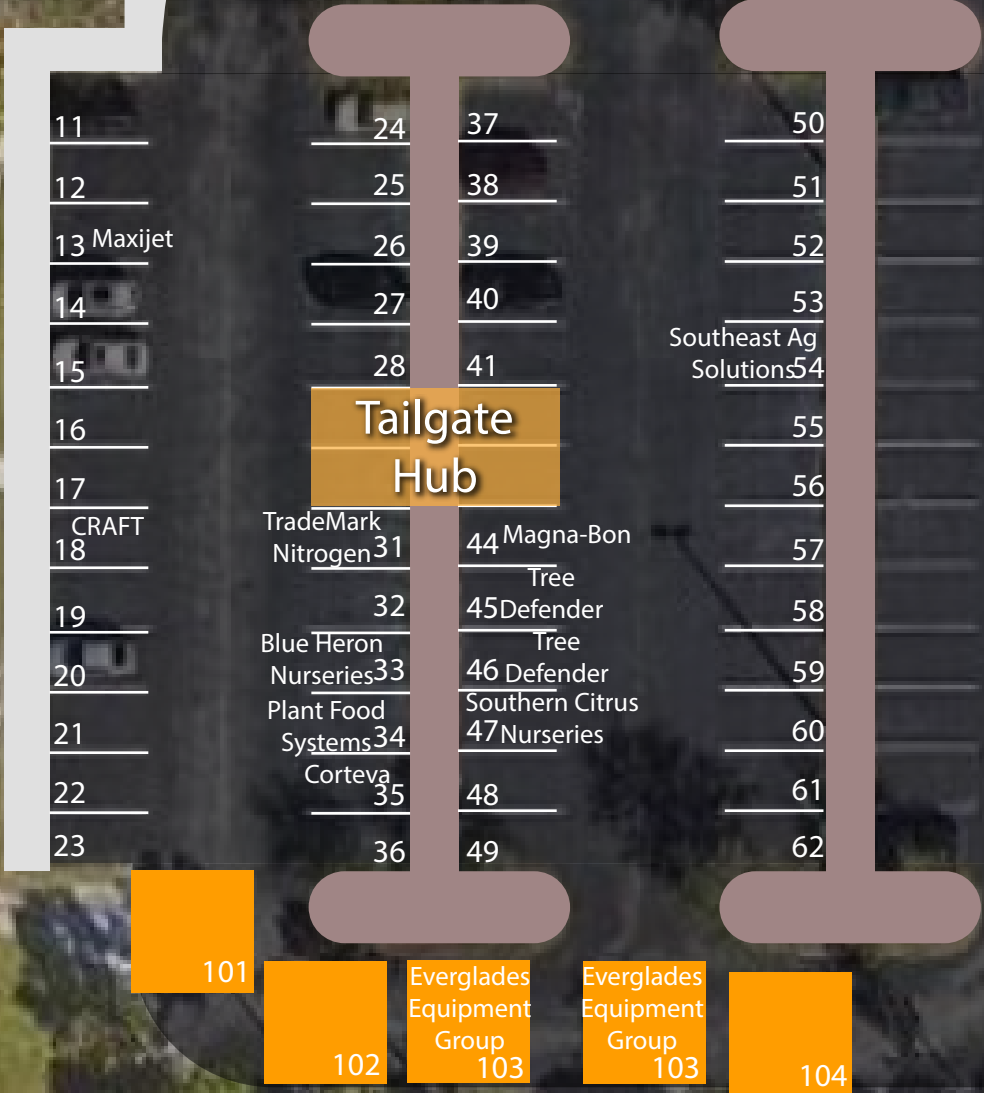 11
12
13 Maxijet
14
15
16
17
CRAFT
18
19
20
21
22
23
24
25
26
27
28
Tailgate
Hub
TradeMark
Nitrogen 31
32
Blue Heron
Nurseries 33
Plant Food
Systems 34
Corteva
35
36
37
38
39
40
41
44 Magna-Bon
Tree
45 Defender
Tree
46 Defender
Southern Citrus
47 Nurseries
48
49
50
51
52
53
Southeast Ag
Solutions 54
55
56
57
58
59
60
61
62
101
102
Everglades
Equipment
Group
103
Everglades
Equipment
Group
103
104